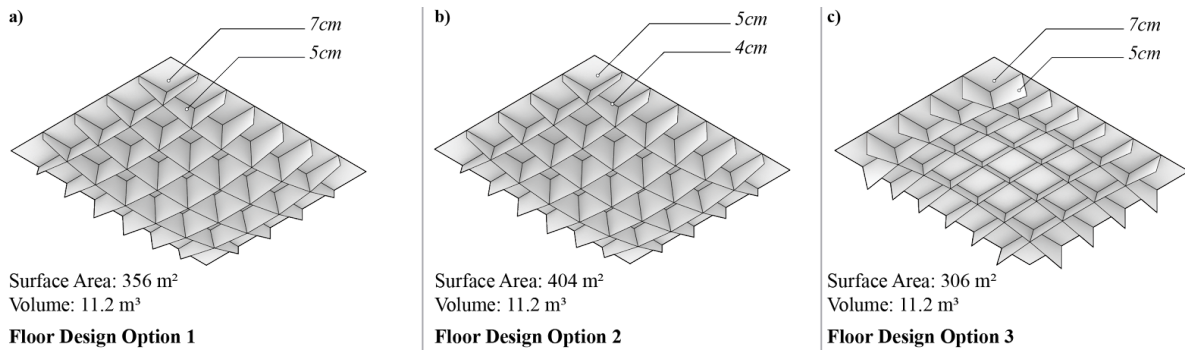 a)
7cm
5cm
Surface Area: 356 m²
Volume: 11.2 m³
Floor Design Option 1
b)
5cm
4cm
Surface Area: 404 m²
Volume: 11.2 m³
Floor Design Option 2
c)
7cm
5cm
Surface Area: 306 m²
Volume: 11.2 m³
Floor Design Option 3